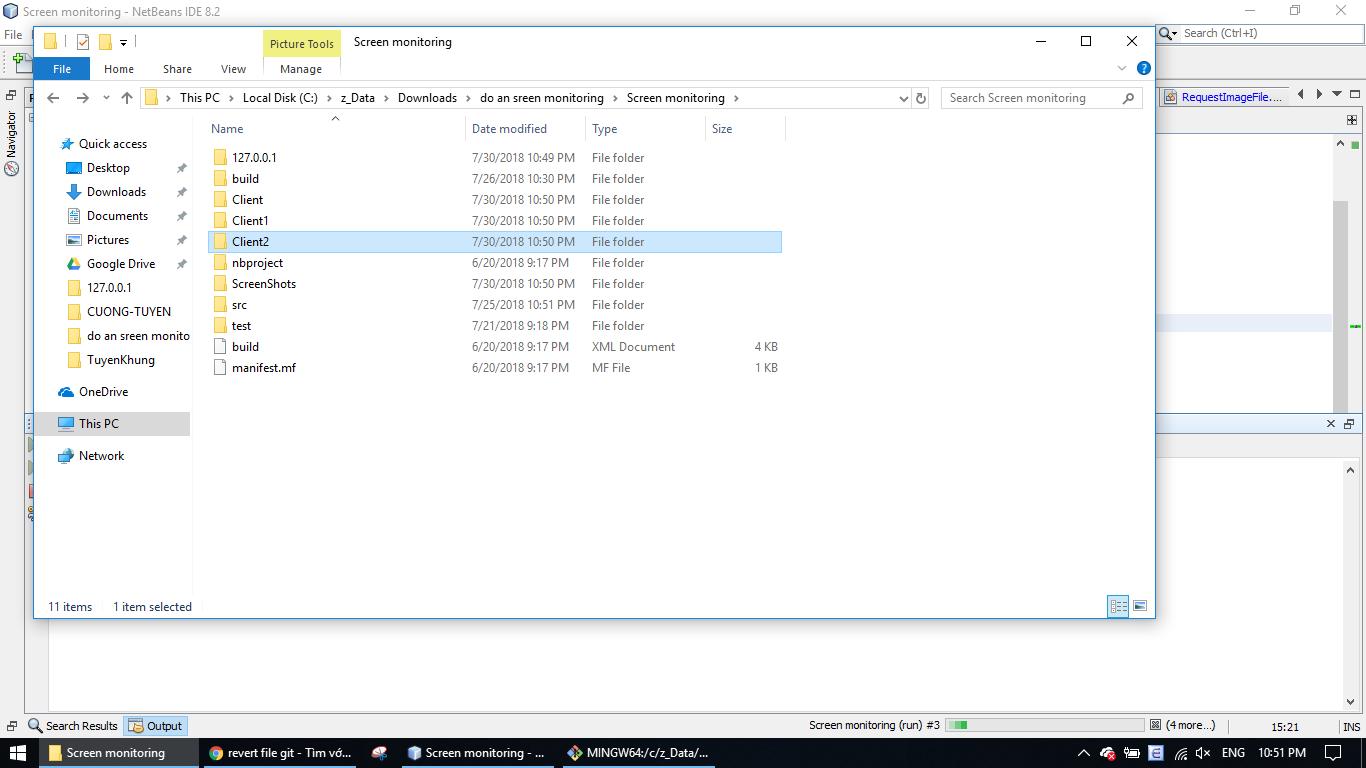 Screen monitoring - NetBeans IDE 8.2
File
Search (Ctrl+I)
Picture Tools
Screen monitoring
File
Home
Share
View
Manage
This PC
Local Disk (C:)
z_Data
Downloads
do an sreen monitoring
Screen monitoring
Search Screen monitoring
RequestImageFile....
Navigator
Name
Date modified
Type
Size
Quick access
Desktop
Downloads
Documents
Pictures
Google Drive
127.0.0.1
CUONG-TUYEN
do an sreen monito
TuyenKhung
OneDrive
This PC
Network
127.0.0.1 7/30/2018 10:49 PM File folder
build 7/26/2018 10:30 PM File folder
Client 7/30/2018 10:50 PM File folder
Client1 7/30/2018 10:50 PM File folder
Client2 7/30/2018 10:50 PM File folder
nbproject 6/20/2018 9:17 PM File folder
ScreenShots 7/30/2018 10:50 PM File folder
src 7/25/2018 10:51 PM File folder
test 7/21/2018 9:18 PM File folder
build 6/20/2018 9:17 PM XML Document 4 KB
manifest.mf 6/20/2018 9:17 PM MF File 1 KB
11 items
1 item selected
Search Results
Output
Screen monitoring (run) #3
(4 more...)
15:21
INS
Screen monitoring
revert file git - Tìm vớ...
Screen monitoring - ...
MINGW64:/c/z_Data/...
ENG
10:51 PM